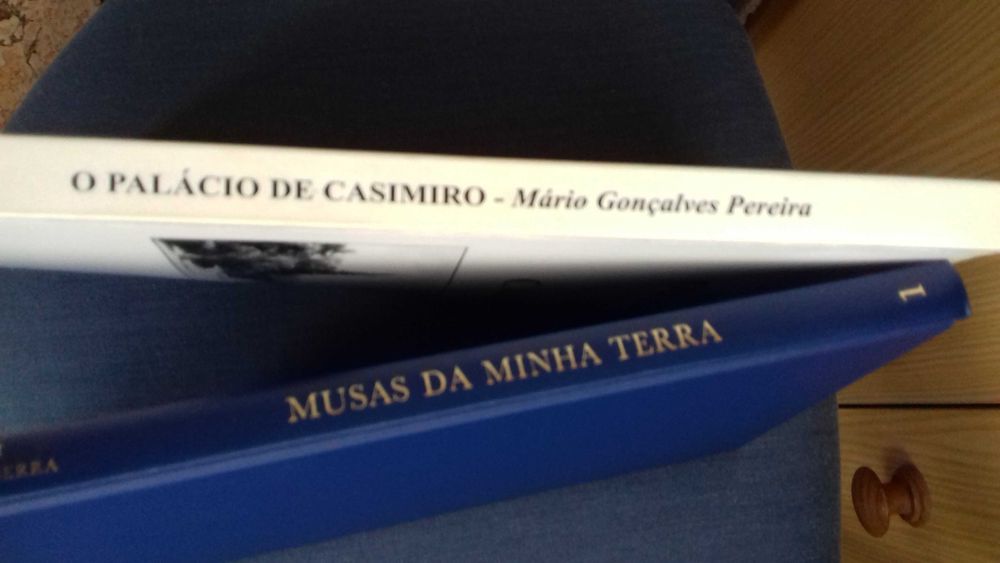 O PALÁCIO DE CASIMIRO - Mário Gonçalves Pereira
MUSAS DA MINHA TERRA
1